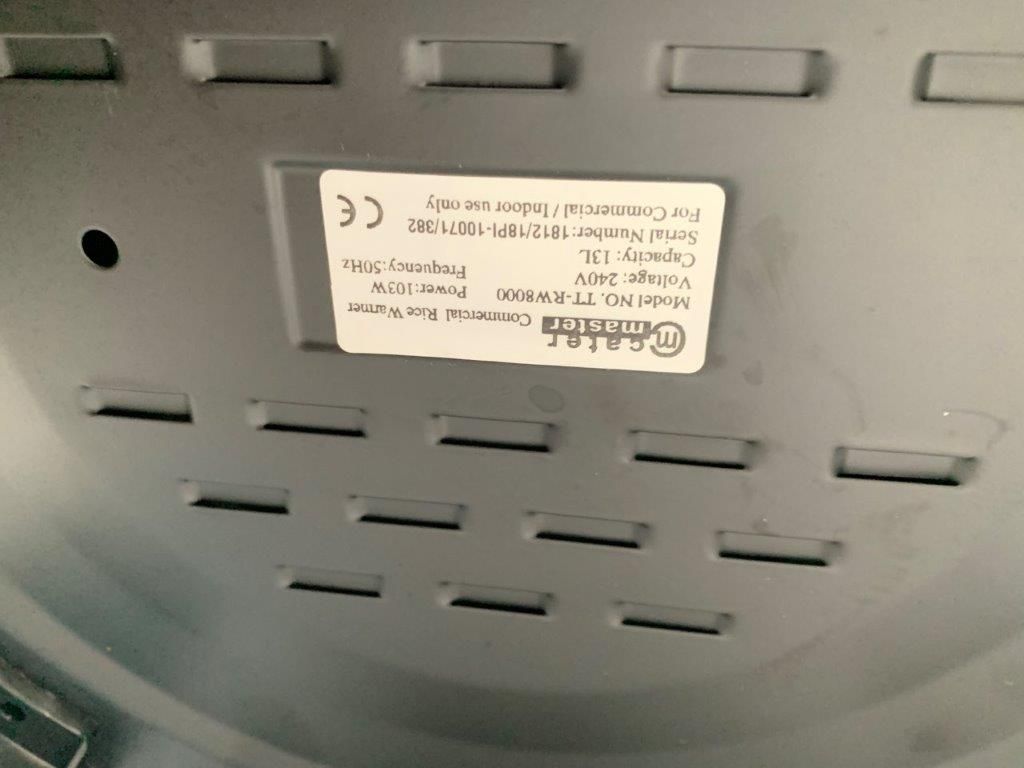 m cater master Commercial Rice Warmer
Model NO. TT-RW8000 Power:103W
Voltage: 240V Frequency:50Hz
Capacity: 13L
Serial Number:1812/18PI-10071/382
For Commercial / Indoor use only CE